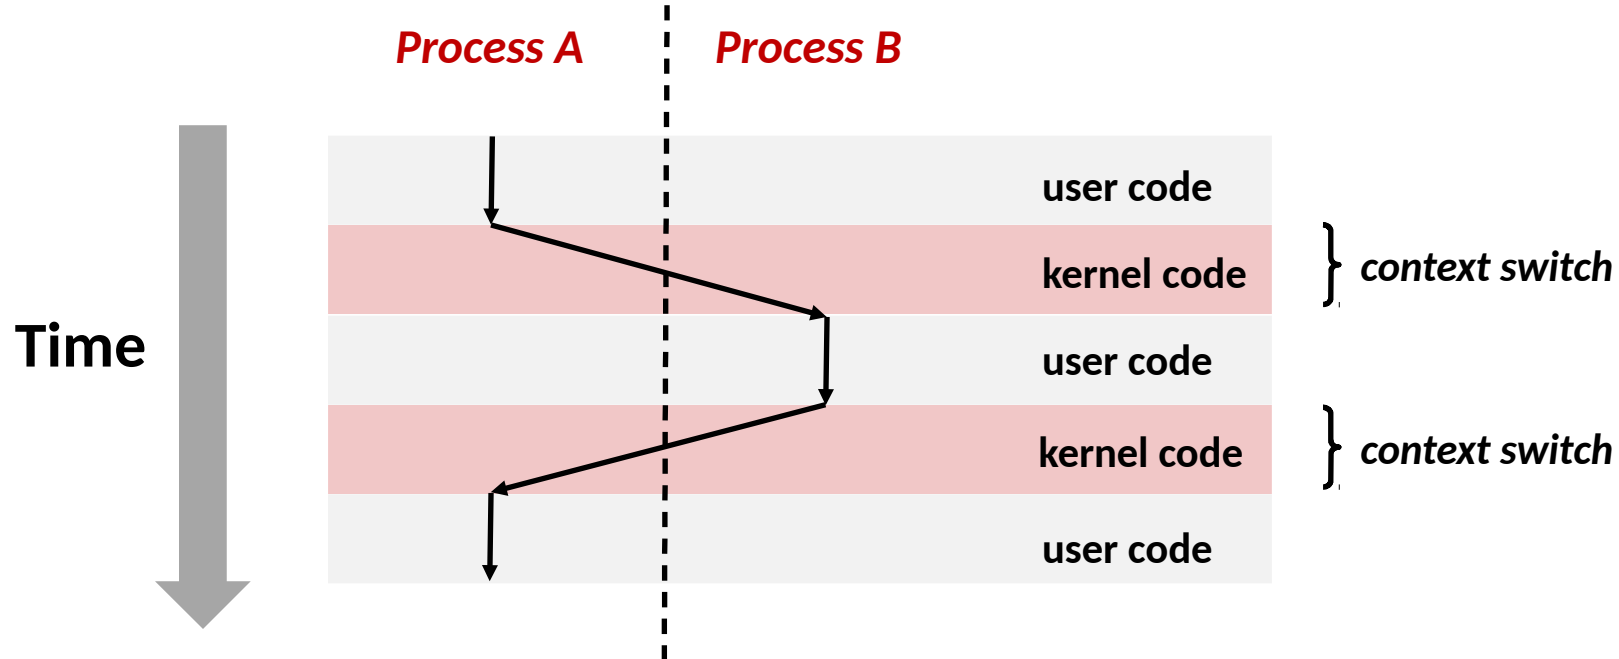 Process A
Process B
user code
kernel code
context switch
Time
user code
kernel code
context switch
user code